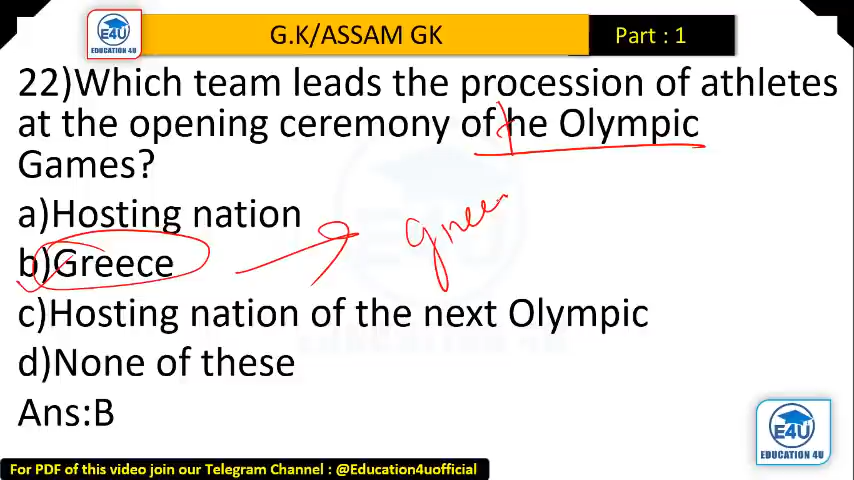 E4U
EDUCATION 4U
G.K/ASSAM GK
Part : 1
22)Which team leads the procession of athletes
at the opening ceremony of he Olympic
Games?
a)Hosting nation
b)Greece
gree
c)Hosting nation of the next Olympic
d)None of these
Ans:B
E4U
EDUCATION 4U
For PDF of this video join our Telegram Channel : @Education4uofficial